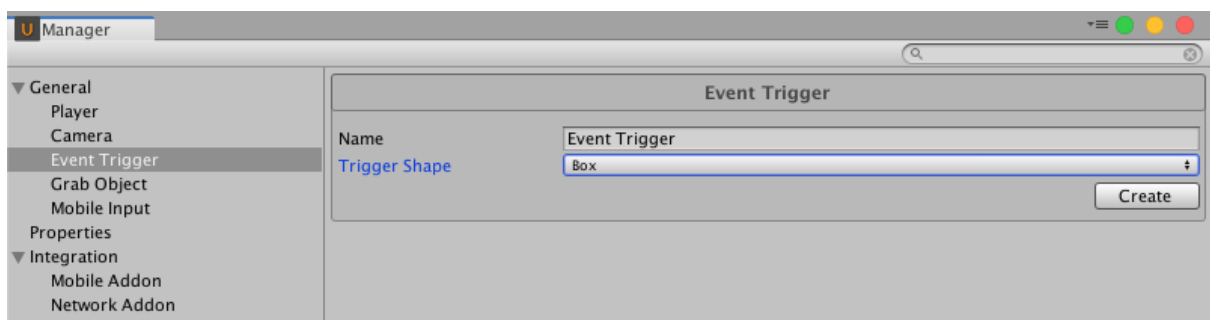 U Manager
General
Player
Camera
Event Trigger
Grab Object
Mobile Input
Properties
Integration
Mobile Addon
Network Addon
Event Trigger
Name Event Trigger
Trigger Shape Box
Create